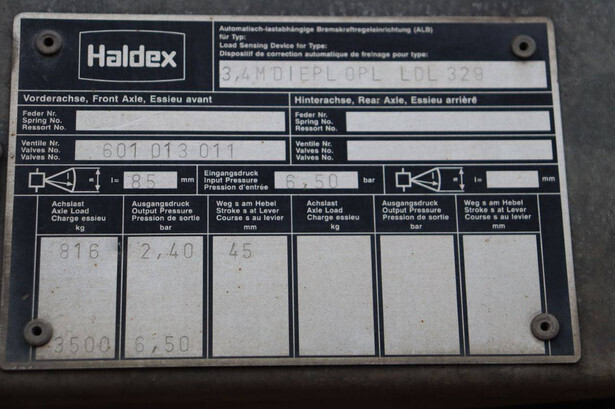 Haldex
Automatisch-lastabhängige Bremskraftregeleinrichtung (ALB)
für Typ:
Load Sensing Device for Type:
Dispositif de correction automatique de freinage pour type:
3,4MDIEPL OPL LDL 329
Vorderachse, Front Axle, Essieu avant
Hinterachse, Rear Axle, Essieu arrière
Feder Nr.
Spring No.
Ressort No.
Feder Nr.
Spring No.
Ressort No.
Ventile Nr.
Valves No.
Valves No.
601 013 011
Ventile Nr.
Valves No.
Valves No.
l= 85 mm
Eingangsdruck
Input Pressure
Pression d'entrée
6,50 bar
l= mm
Achslast
Axle Load
Charge essieu
kg
Ausgangsdruck
Output Pressure
Pression de sortie
bar
Weg s am Hebel
Stroke s at Lever
Course s au levier
mm
Achslast
Axle Load
Charge essieu
kg
Ausgangsdruck
Output Pressure
Pression de sortie
bar
Weg s am Hebel
Stroke s at Lever
Course s au levier
mm
816 2,40 45
3500 6,50